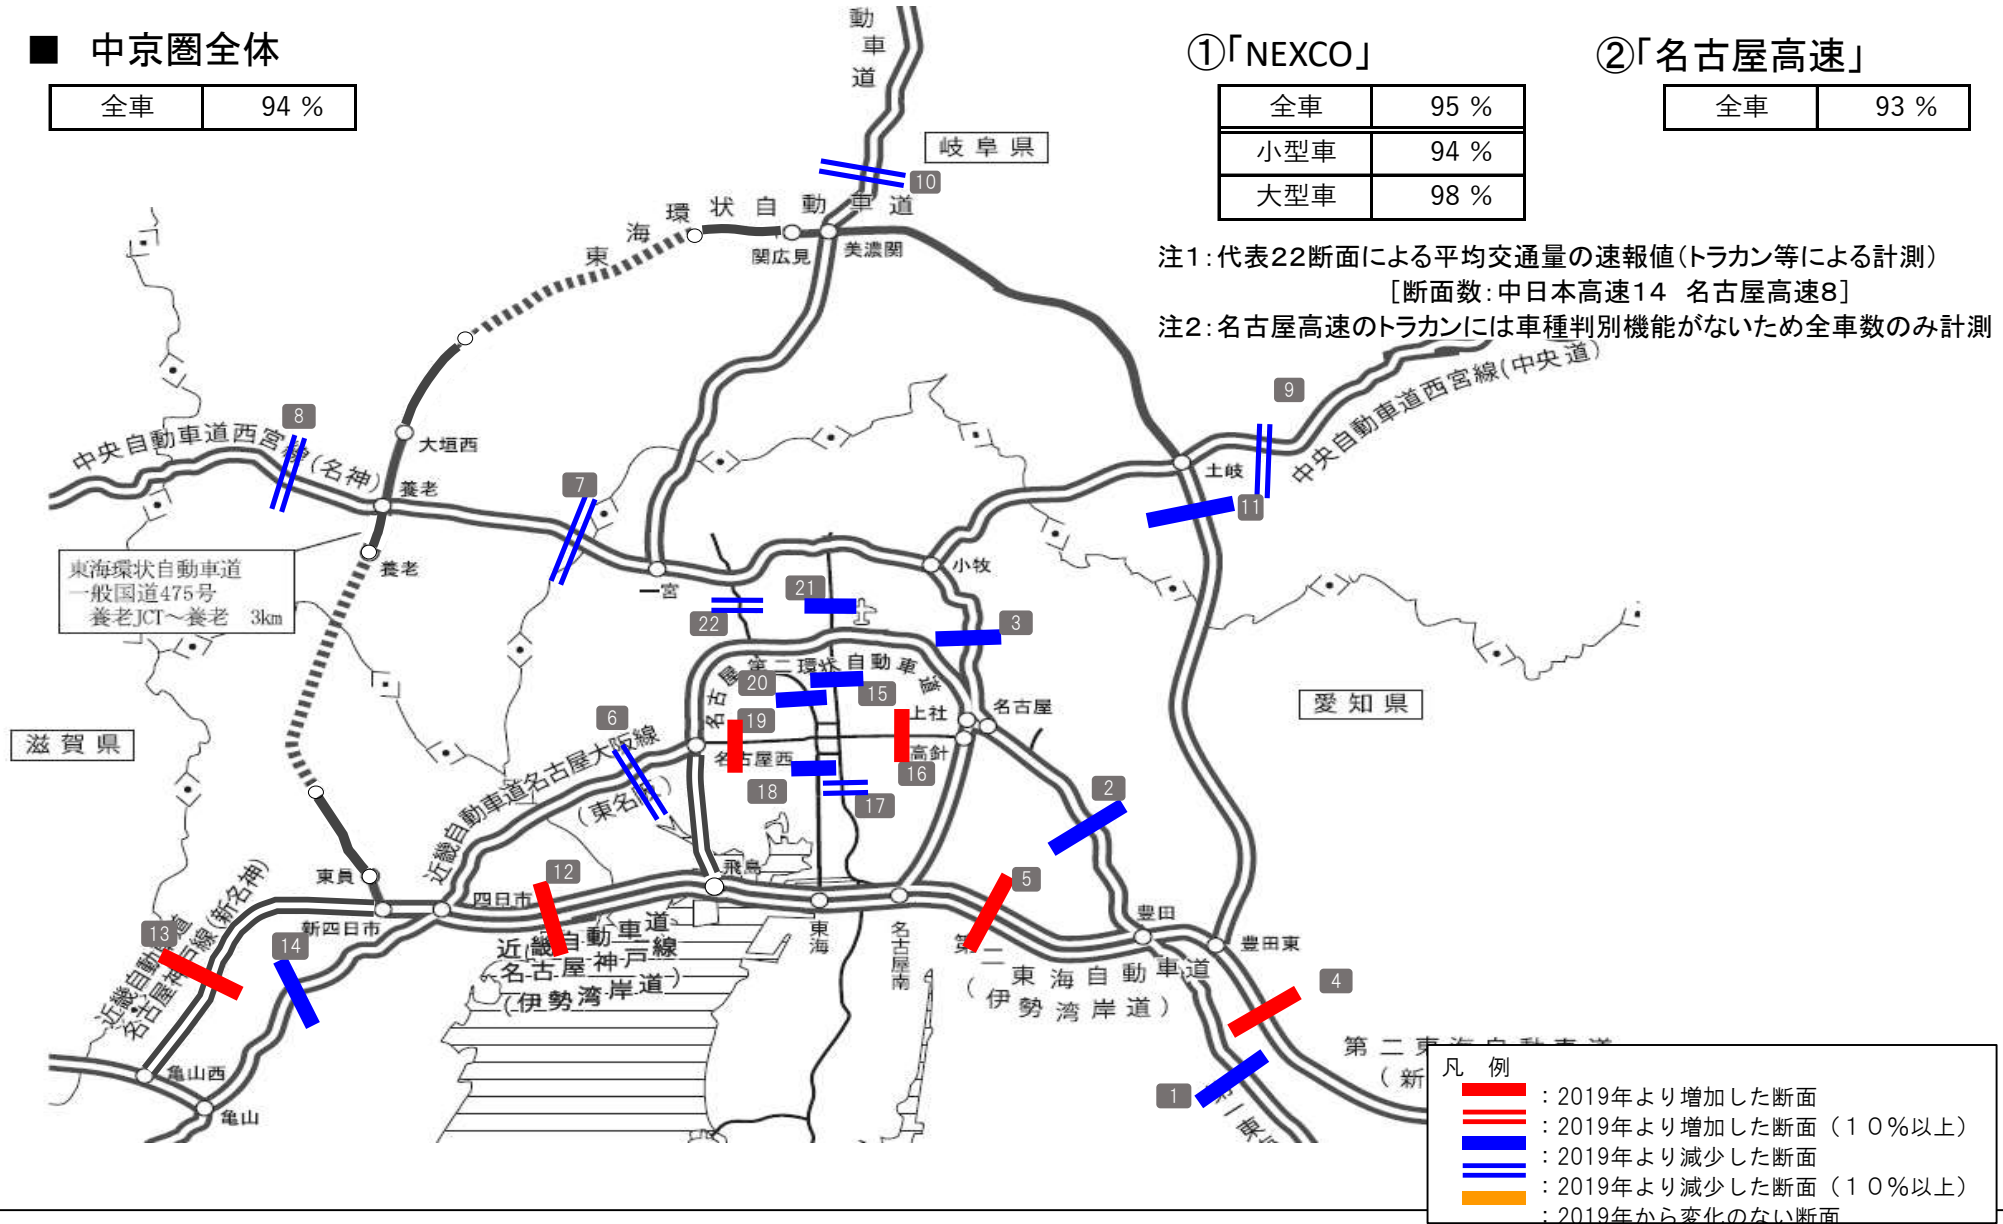 ■ 中京圏全体
全車 94 %
①「NEXCO」
全車 95 %
小型車 94 %
大型車 98 %
②「名古屋高速」
全車 93 %
注1：代表22断面による平均交通量の速報値（トラカン等による計測）
［断面数：中日本高速14 名古屋高速8］
注2：名古屋高速のトラカンには車種判別機能がないため全車数のみ計測
動車道
岐阜県
10
東海環状自動車道
関広見
美濃関
9
中央自動車道西宮線(中央道)
8
中央自動車道西宮線(名神)
大垣西
養老
7
土岐
11
養老
東海環状自動車道
一般国道475号
養老JCT～養老 3km
一宮
小牧
21
22
3
名古屋第二環状自動車道
20
15
19
上社
名古屋
愛知県
滋賀県
6
近畿自動車道名古屋大阪線
(東名阪)
名古屋西
高針
16
18
17
2
飛島
東員
12
5
四日市
新四日市
東海
名古屋南
豊田
豊田東
13
14
近畿自動車道
名古屋神戸線(新名神)
近畿自動車道
名古屋神戸線
(伊勢湾岸道)
第二東海自動車道
(伊勢湾岸道)
4
1
亀山西
亀山
第二東海自動車道
(新
第一東
凡 例
：2019年より増加した断面
：2019年より増加した断面（１０％以上）
：2019年より減少した断面
：2019年より減少した断面（１０％以上）
：2019年から変化のない断面